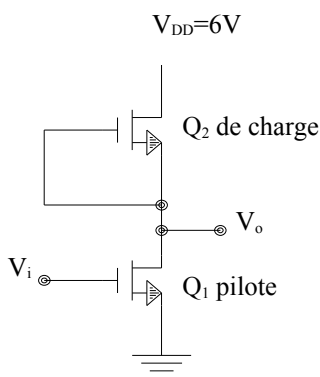 V_DD=6V
Q₂ de charge
V_o
V_i
Q₁ pilote